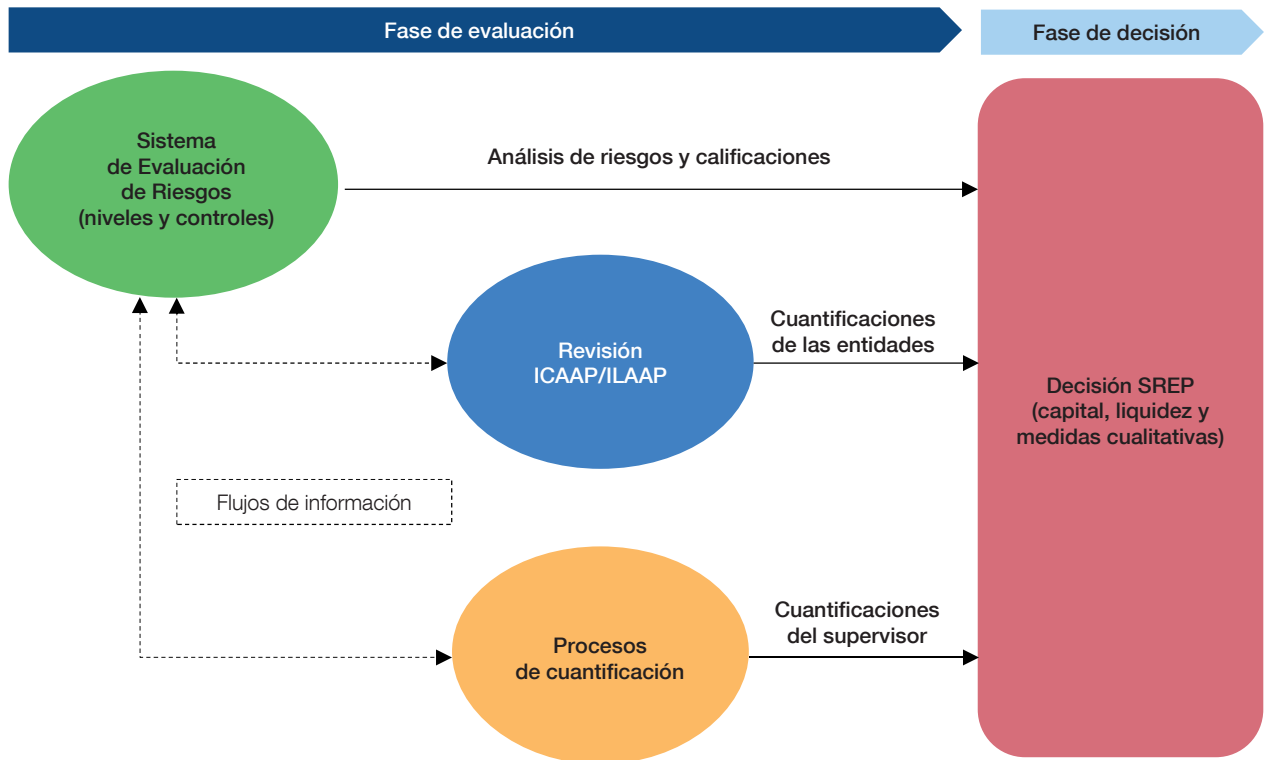 Fase de evaluación
Fase de decisión
Sistema
de Evaluación
de Riesgos
(niveles y controles)
Análisis de riesgos y calificaciones
Revisión
ICAAP/ILAAP
Cuantificaciones
de las entidades
Decisión SREP
(capital, liquidez y
medidas cualitativas)
Flujos de información
Procesos
de cuantificación
Cuantificaciones
del supervisor